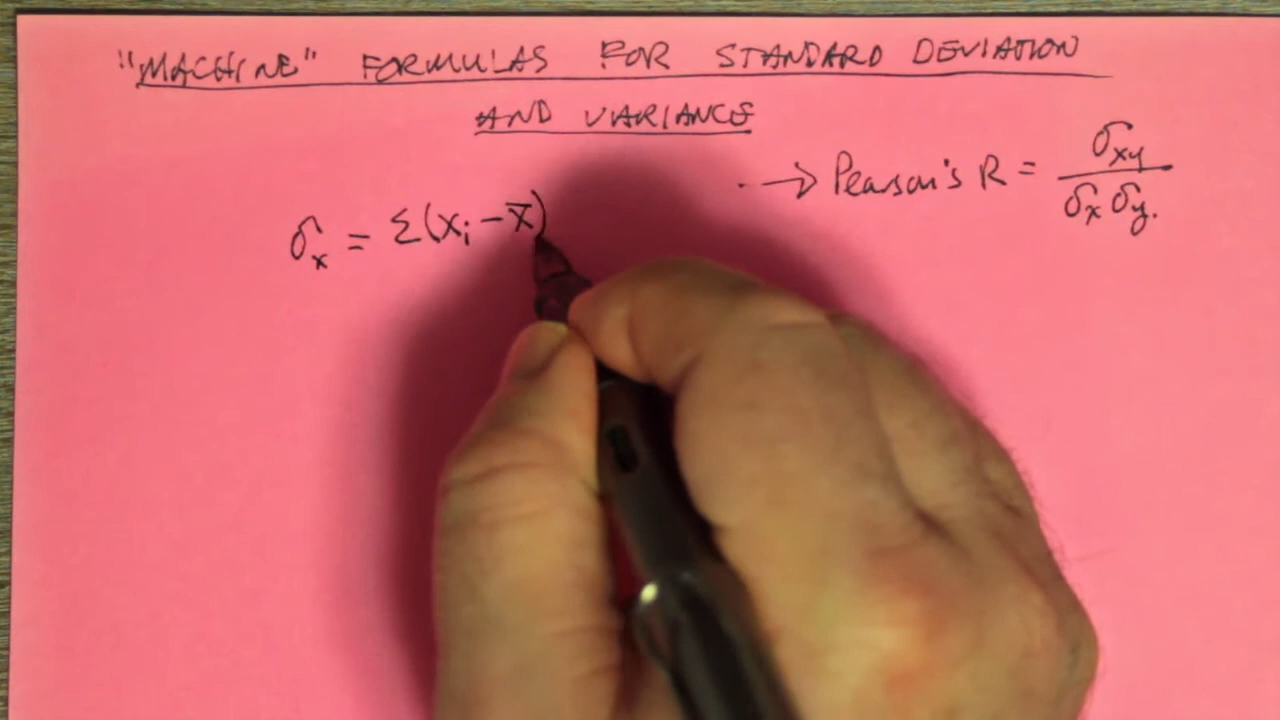 "MACHINE" FORMULAS FOR STANDARD DEVIATION
AND VARIANCE
→ Pearson's R = σxy / σx σy.
σx = Σ(xi - x̄)